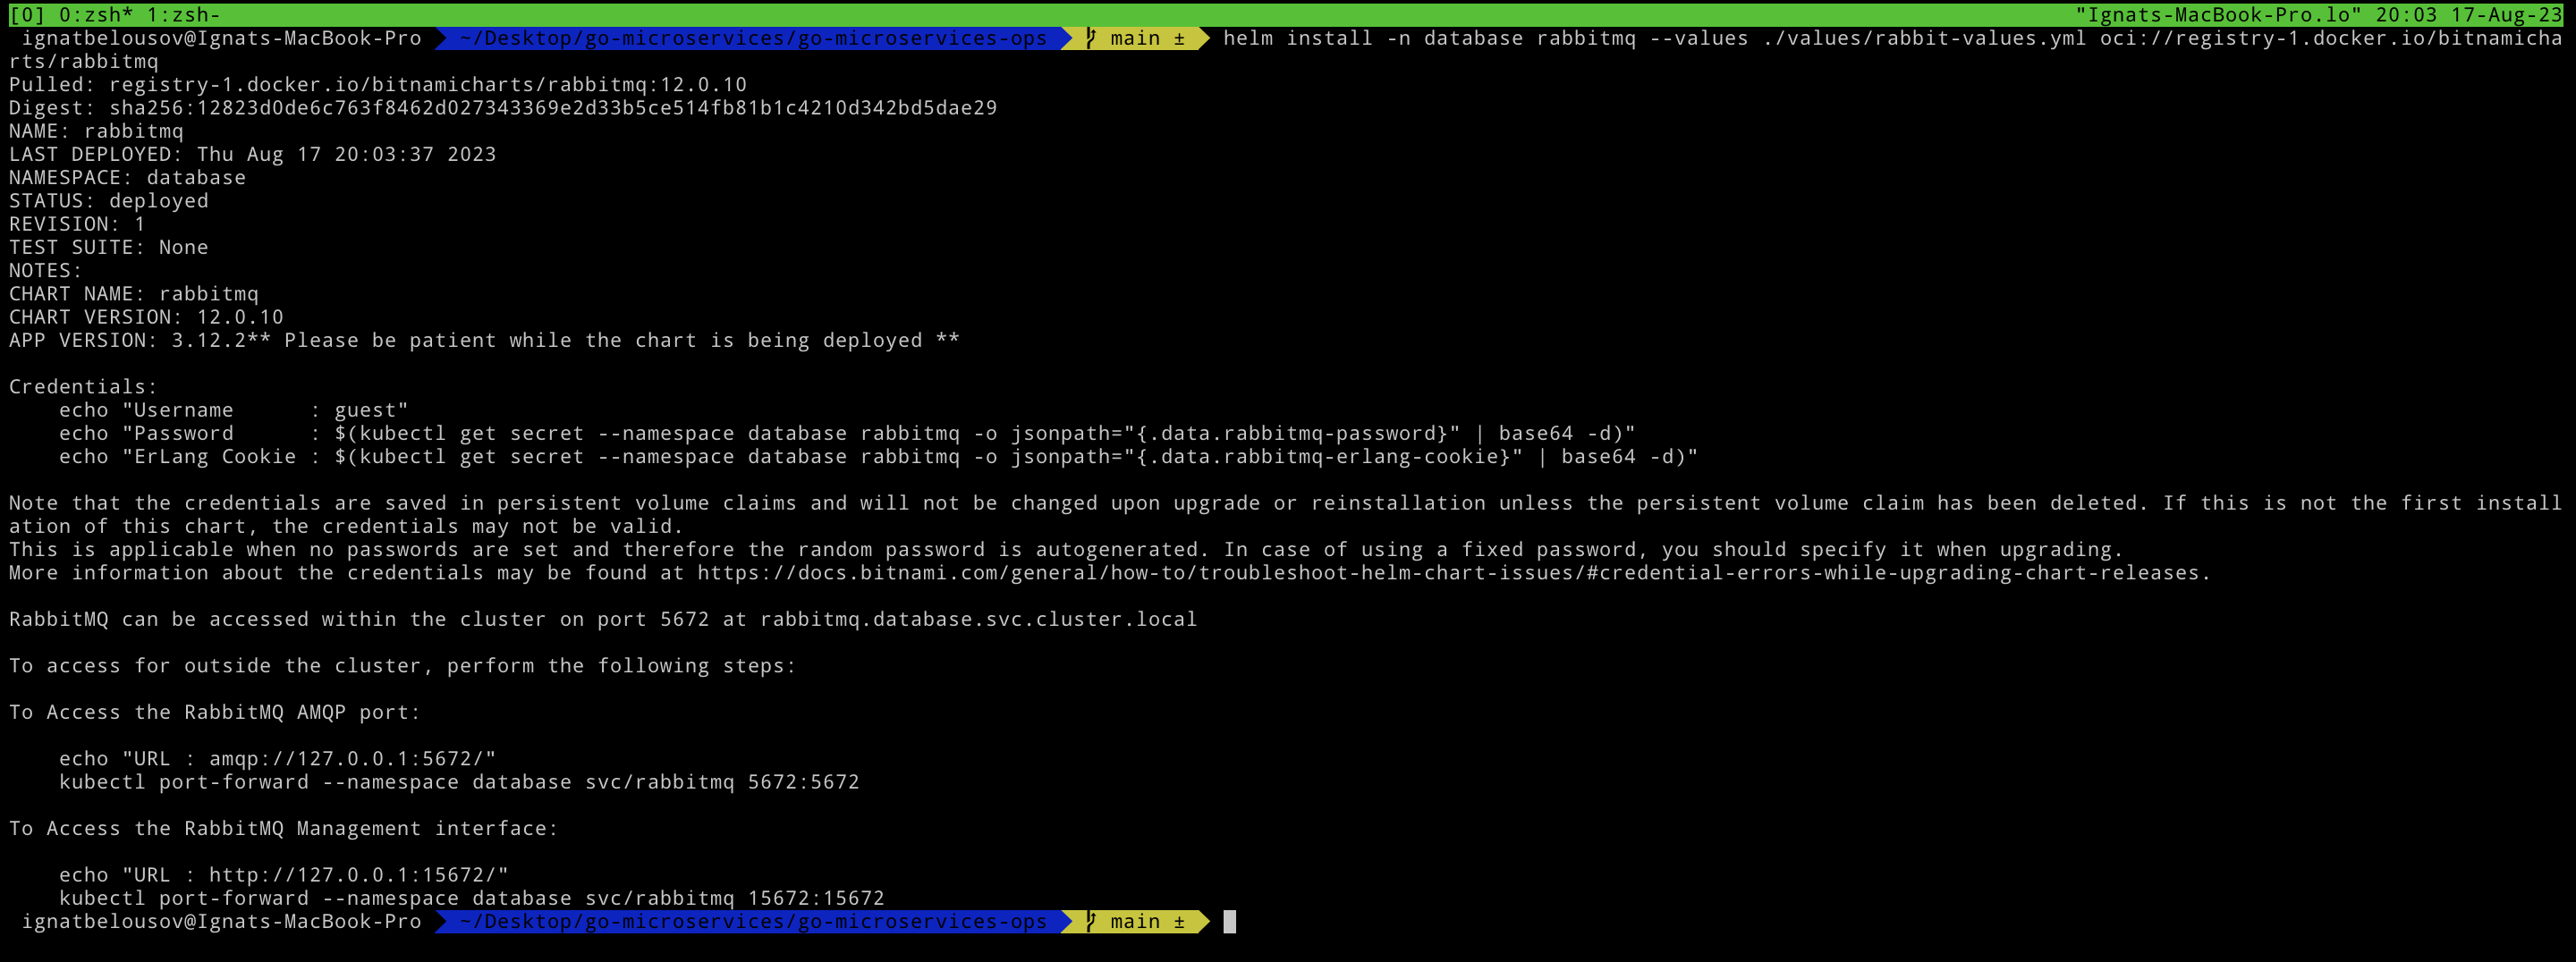 [0] 0:zsh* 1:zsh- "Ignats-MacBook-Pro.lo" 20:03 17-Aug-23
ignatbelousov@Ignats-MacBook-Pro ~/Desktop/go-microservices/go-microservices-ops main ± helm install -n database rabbitmq --values ./values/rabbit-values.yml oci://registry-1.docker.io/bitnamicha
rts/rabbitmq
Pulled: registry-1.docker.io/bitnamicharts/rabbitmq:12.0.10
Digest: sha256:12823d0de6c763f8462d027343369e2d33b5ce514fb81b1c4210d342bd5dae29
NAME: rabbitmq
LAST DEPLOYED: Thu Aug 17 20:03:37 2023
NAMESPACE: database
STATUS: deployed
REVISION: 1
TEST SUITE: None
NOTES:
CHART NAME: rabbitmq
CHART VERSION: 12.0.10
APP VERSION: 3.12.2** Please be patient while the chart is being deployed **
Credentials:
    echo "Username      : guest"
    echo "Password      : $(kubectl get secret --namespace database rabbitmq -o jsonpath="{.data.rabbitmq-password}" | base64 -d)"
    echo "ErLang Cookie : $(kubectl get secret --namespace database rabbitmq -o jsonpath="{.data.rabbitmq-erlang-cookie}" | base64 -d)"
Note that the credentials are saved in persistent volume claims and will not be changed upon upgrade or reinstallation unless the persistent volume claim has been deleted. If this is not the first install
ation of this chart, the credentials may not be valid.
This is applicable when no passwords are set and therefore the random password is autogenerated. In case of using a fixed password, you should specify it when upgrading.
More information about the credentials may be found at https://docs.bitnami.com/general/how-to/troubleshoot-helm-chart-issues/#credential-errors-while-upgrading-chart-releases.
RabbitMQ can be accessed within the cluster on port 5672 at rabbitmq.database.svc.cluster.local
To access for outside the cluster, perform the following steps:
To Access the RabbitMQ AMQP port:
    echo "URL : amqp://127.0.0.1:5672/"
    kubectl port-forward --namespace database svc/rabbitmq 5672:5672
To Access the RabbitMQ Management interface:
    echo "URL : http://127.0.0.1:15672/"
    kubectl port-forward --namespace database svc/rabbitmq 15672:15672
ignatbelousov@Ignats-MacBook-Pro ~/Desktop/go-microservices/go-microservices-ops main ±